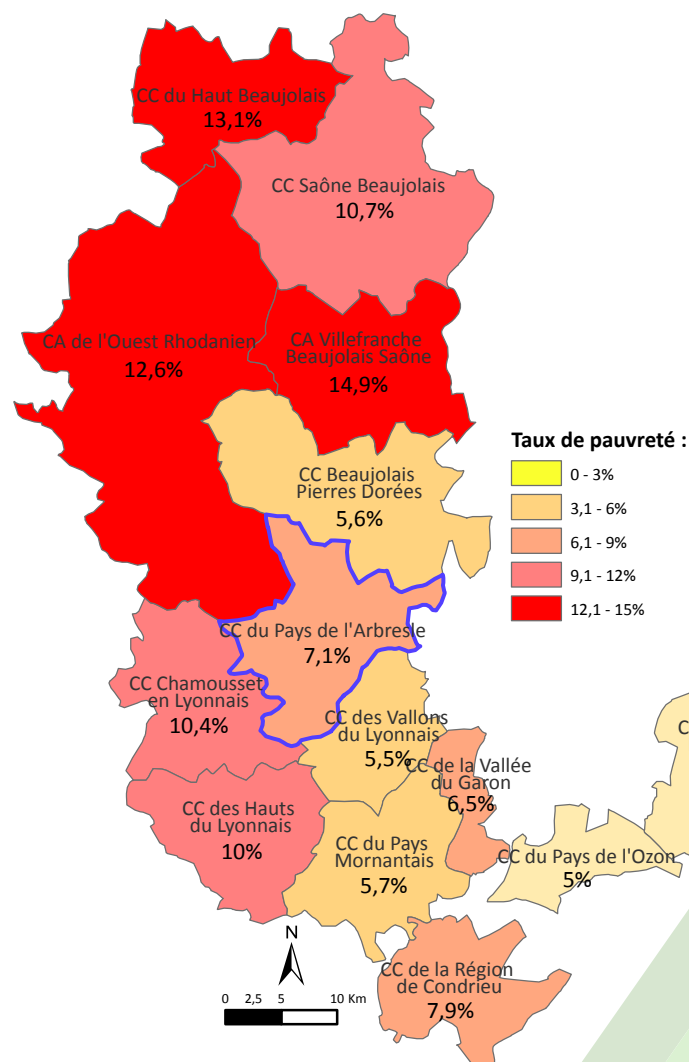 CC du Haut Beaujolais
13,1%
CC Saône Beaujolais
10,7%
CA de l'Ouest Rhodanien
12,6%
CA Villefranche
Beaujolais Saône
14,9%
Taux de pauvreté :
0 - 3%
3,1 - 6%
6,1 - 9%
9,1 - 12%
12,1 - 15%
CC Beaujolais
Pierres Dorées
5,6%
CC du Pays de l'Arbresle
7,1%
CC Chamousset
en Lyonnais
10,4%
CC des Vallons
du Lyonnais
5,5%
CC de la Vallée
du Garon
6,5%
C
CC des Hauts
du Lyonnais
10%
CC du Pays
Mornantais
5,7%
CC du Pays de l'Ozon
5%
CC de la Région
de Condrieu
7,9%
N
0 2,5 5 10 Km